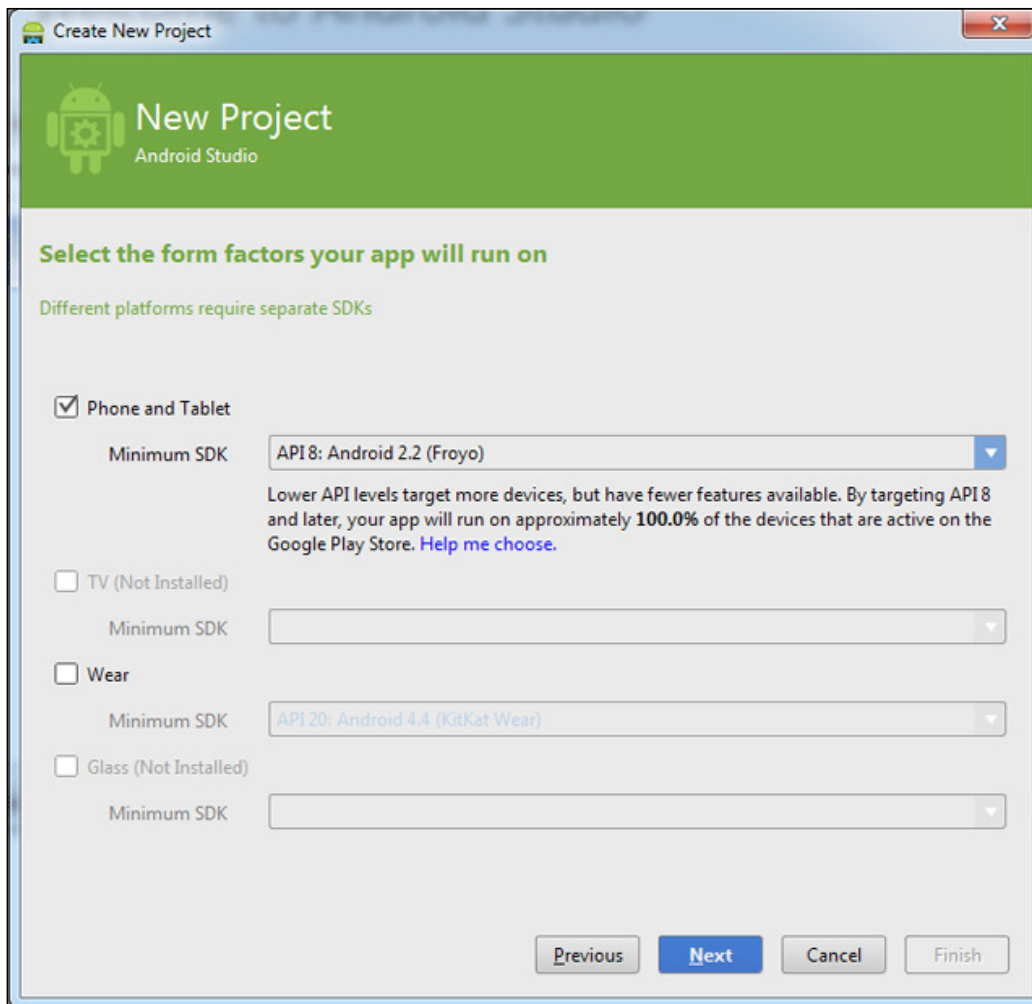 to Android Studio
Create New Project
New Project
Android Studio
Select the form factors your app will run on
Different platforms require separate SDKs
Phone and Tablet
Minimum SDK
API 8: Android 2.2 (Froyo)
Lower API levels target more devices, but have fewer features available. By targeting API 8
and later, your app will run on approximately 100.0% of the devices that are active on the
Google Play Store. Help me choose.
TV (Not Installed)
Minimum SDK
Wear
Minimum SDK
API 20: Android 4.4 (KitKat Wear)
Glass (Not Installed)
Minimum SDK
Previous
Next
Cancel
Finish